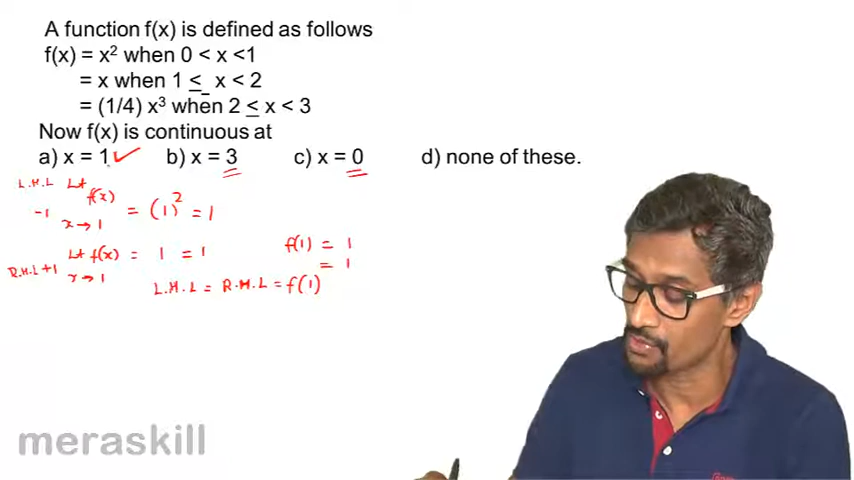 A function f(x) is defined as follows
f(x) = x² when 0 < x <1
= x when 1 ≤ x < 2
= (1/4) x³ when 2 ≤ x < 3
Now f(x) is continuous at
a) x = 1 ✓ b) x = 3 c) x = 0 d) none of these.
L.H.L Lt f(x) = (1)² = 1
-1 x→1
Lt f(x) = 1 = 1 f(1) = 1
R.H.L +1 x→1 = 1
L.H.L = R.H.L = f(1)
meraskill